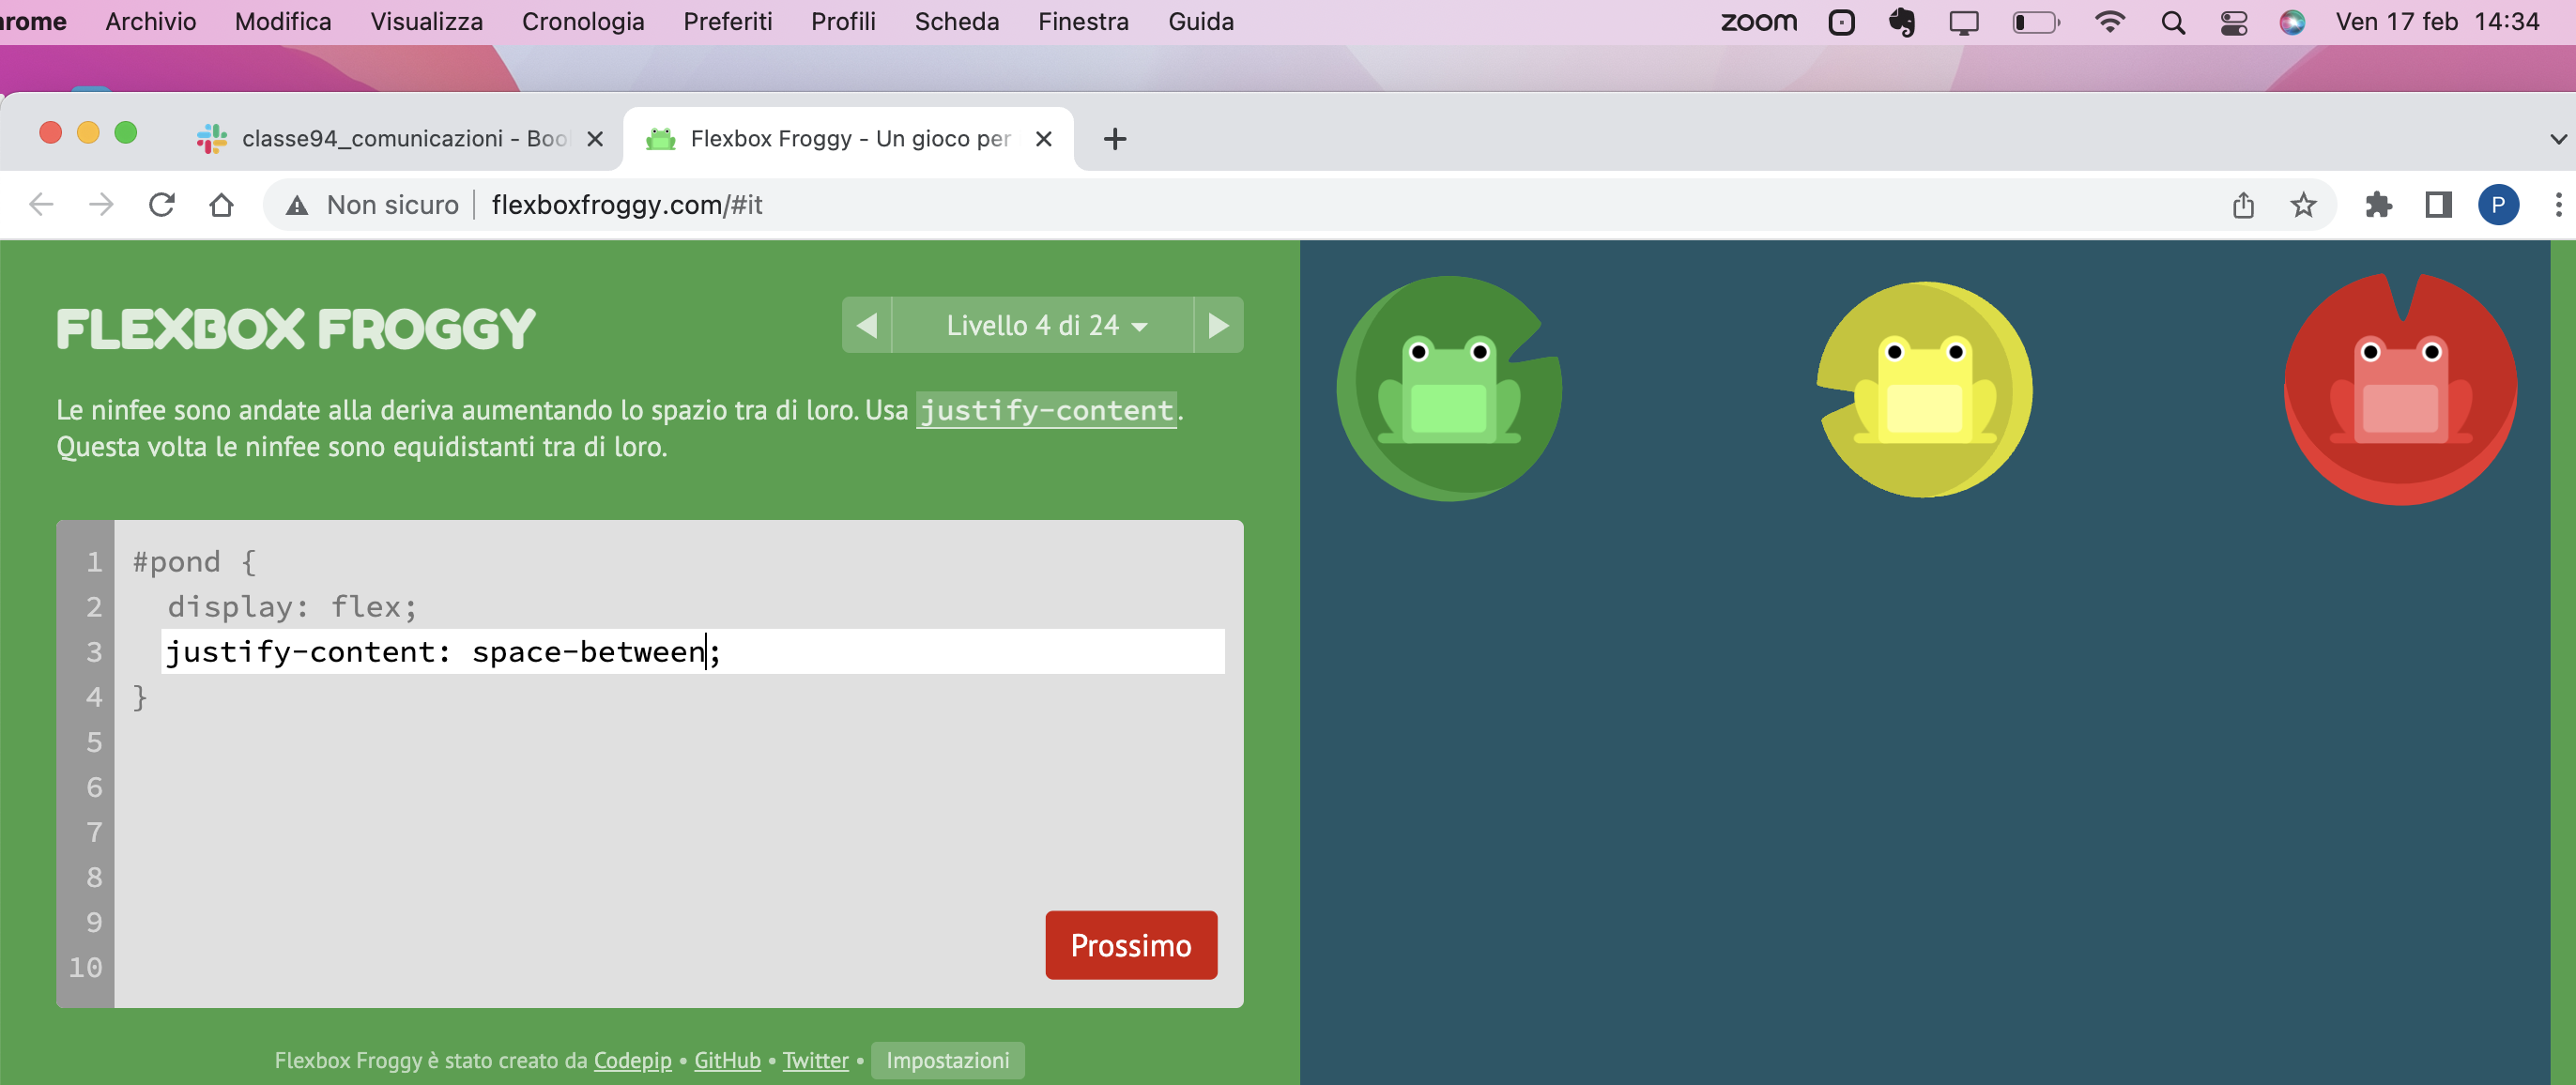 Archivio Modifica Visualizza Cronologia Preferiti Profili Scheda Finestra Guida zoom Ven 17 feb 14:34
classe94_comunicazioni - Boo Flexbox Froggy - Un gioco per
Non sicuro flexboxfroggy.com/#it P
FLEXBOX FROGGY
Livello 4 di 24
Le ninfee sono andate alla deriva aumentando lo spazio tra di loro. Usa justify-content.
Questa volta le ninfee sono equidistanti tra di loro.
1 #pond {
2 display: flex;
3 justify-content: space-between;
4 }
5
6
7
8
9
10
Prossimo
Flexbox Froggy è stato creato da Codepip • GitHub • Twitter • Impostazioni